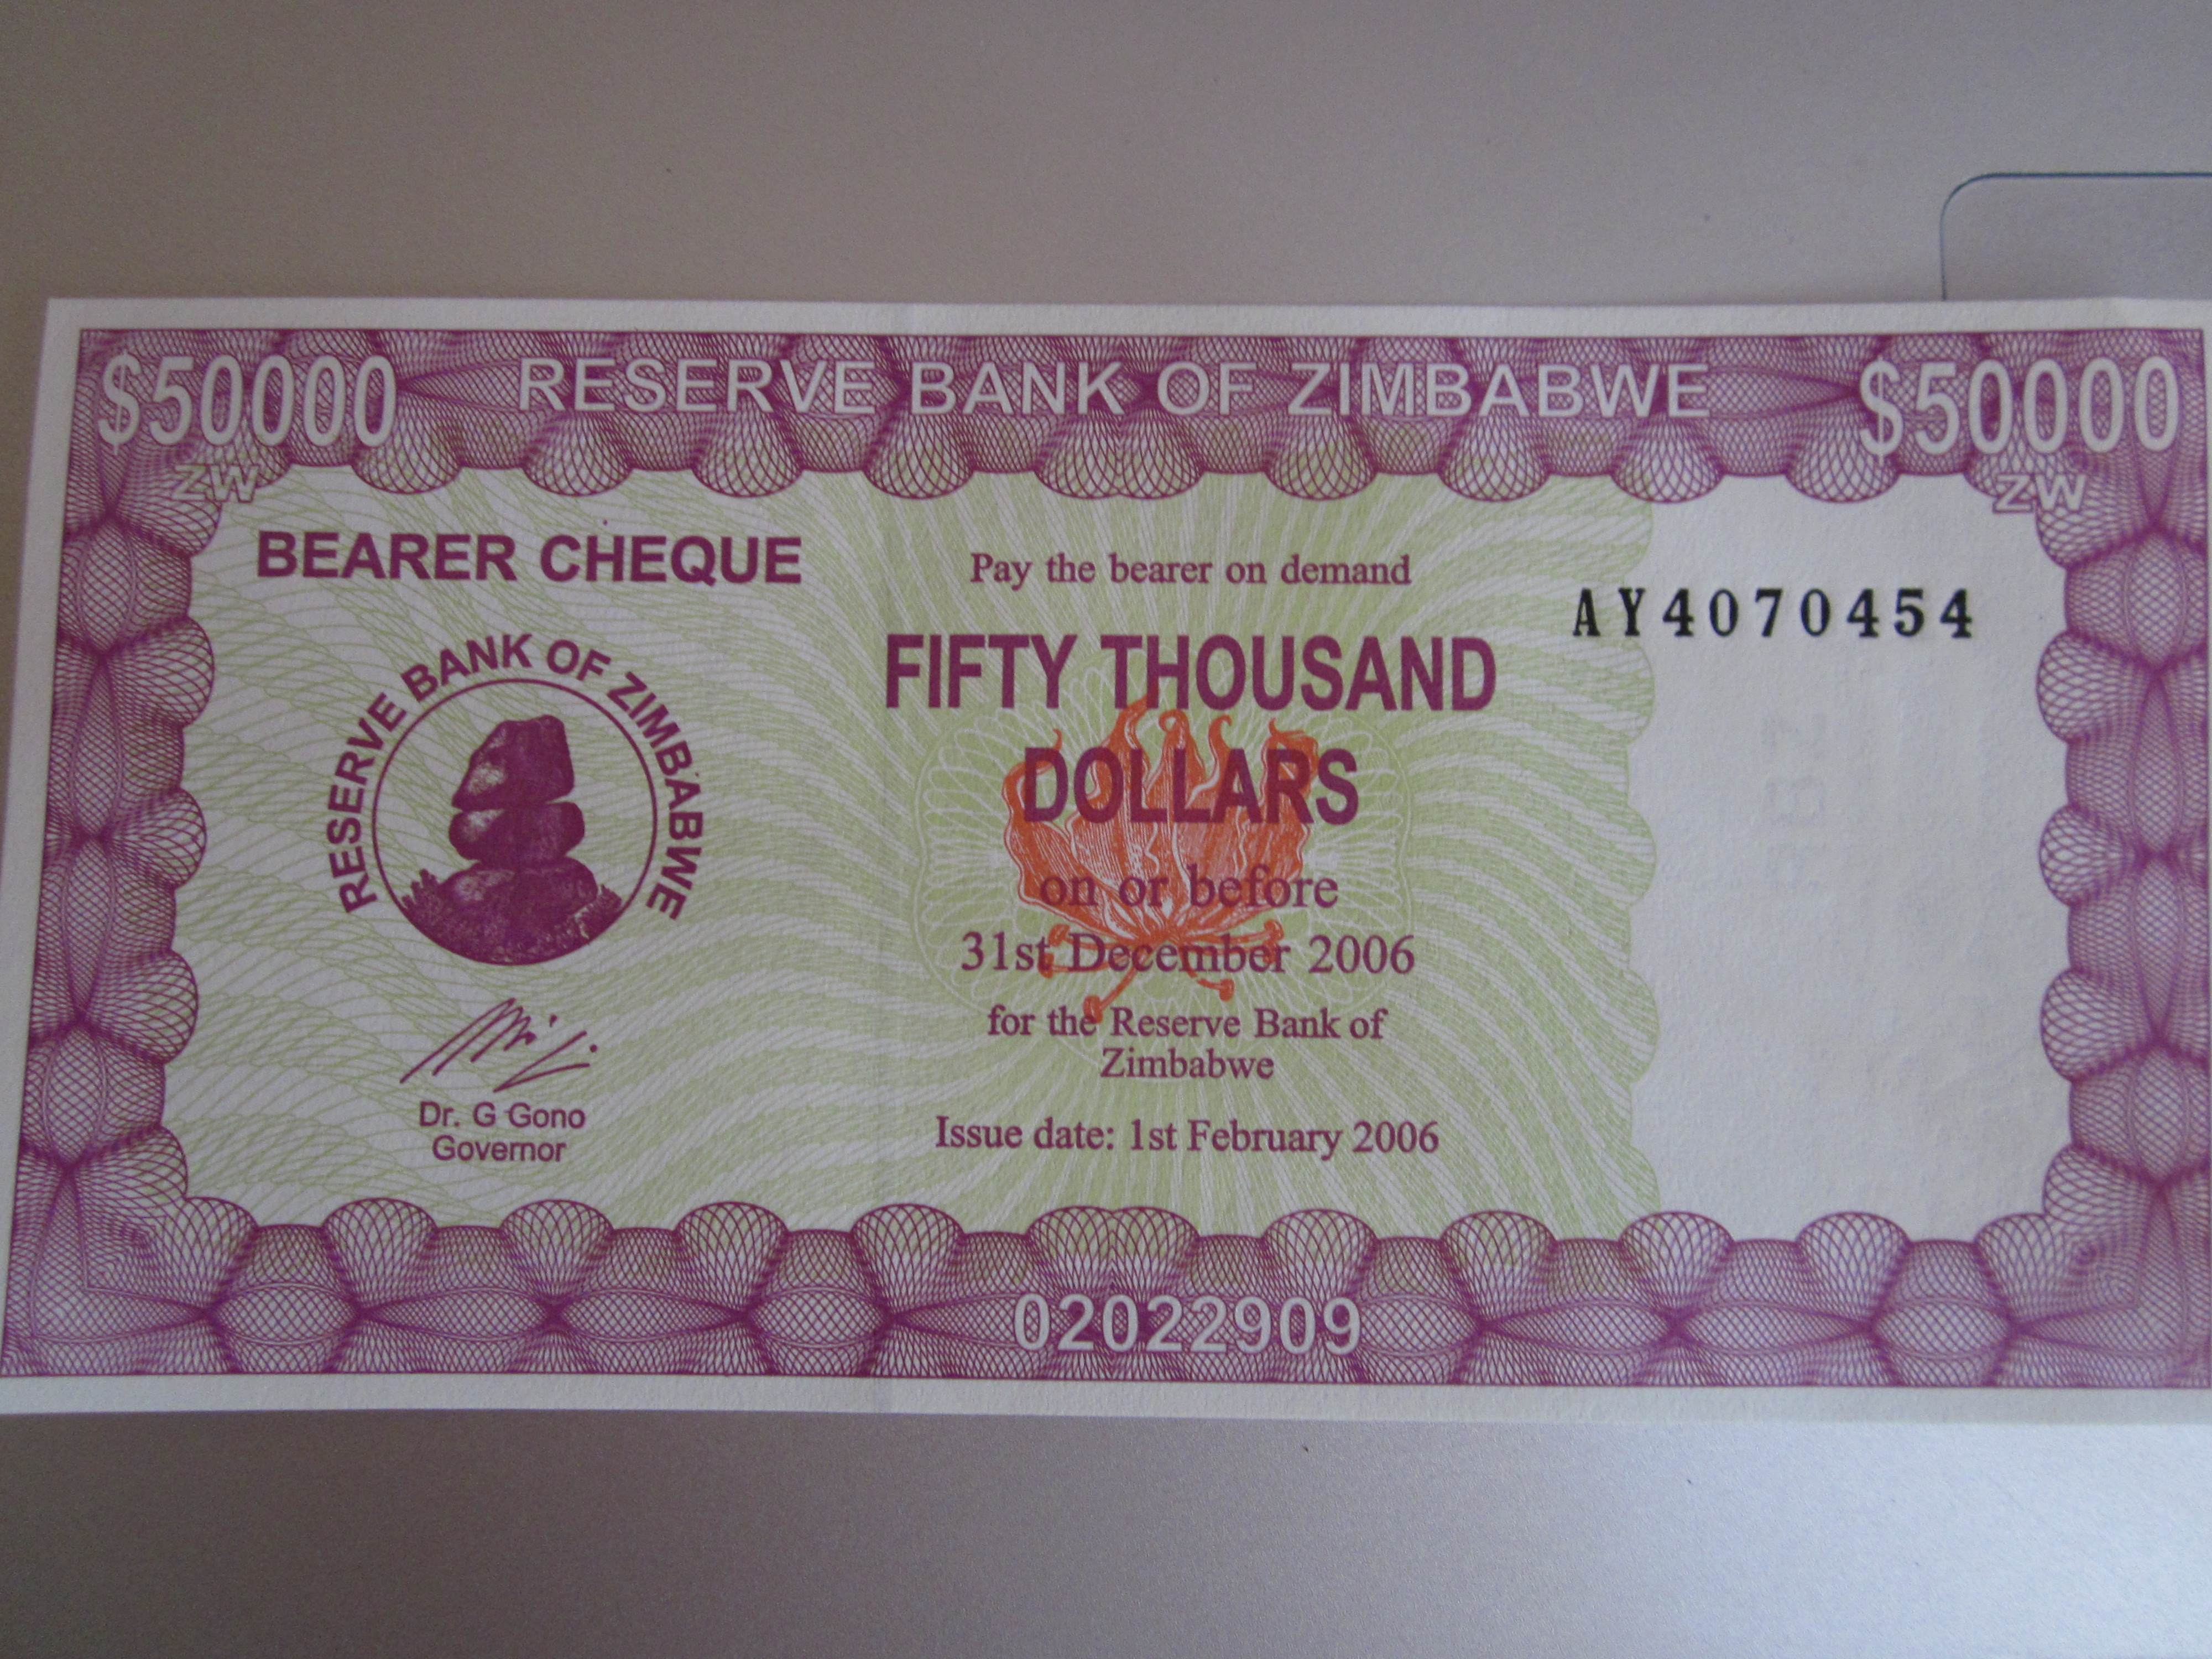 $50000 RESERVE BANK OF ZIMBABWE $50000
ZW ZW
BEARER CHEQUE
RESERVE BANK OF ZIMBABWE
Dr. G Gono
Governor
Pay the bearer on demand
FIFTY THOUSAND
DOLLARS
on or before
31st December 2006
for the Reserve Bank of
Zimbabwe
Issue date: 1st February 2006
AY4070454
02022909